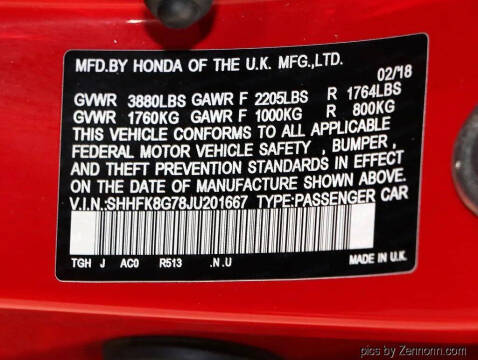 MFD.BY HONDA OF THE U.K. MFG.,LTD.
02/18
GVWR 3880LBS GAWR F 2205LBS R 1764LBS
GVWR 1760KG GAWR F 1000KG R 800KG
THIS VEHICLE CONFORMS TO ALL APPLICABLE
FEDERAL MOTOR VEHICLE SAFETY , BUMPER,
AND THEFT PREVENTION STANDARDS IN EFFECT
ON THE DATE OF MANUFACTURE SHOWN ABOVE.
V.I.N.:SHHFK8G78JU201667 TYPE:PASSENGER CAR
TGH J AC0 R513 .N.U MADE IN U.K.
pics by Zennonn.com